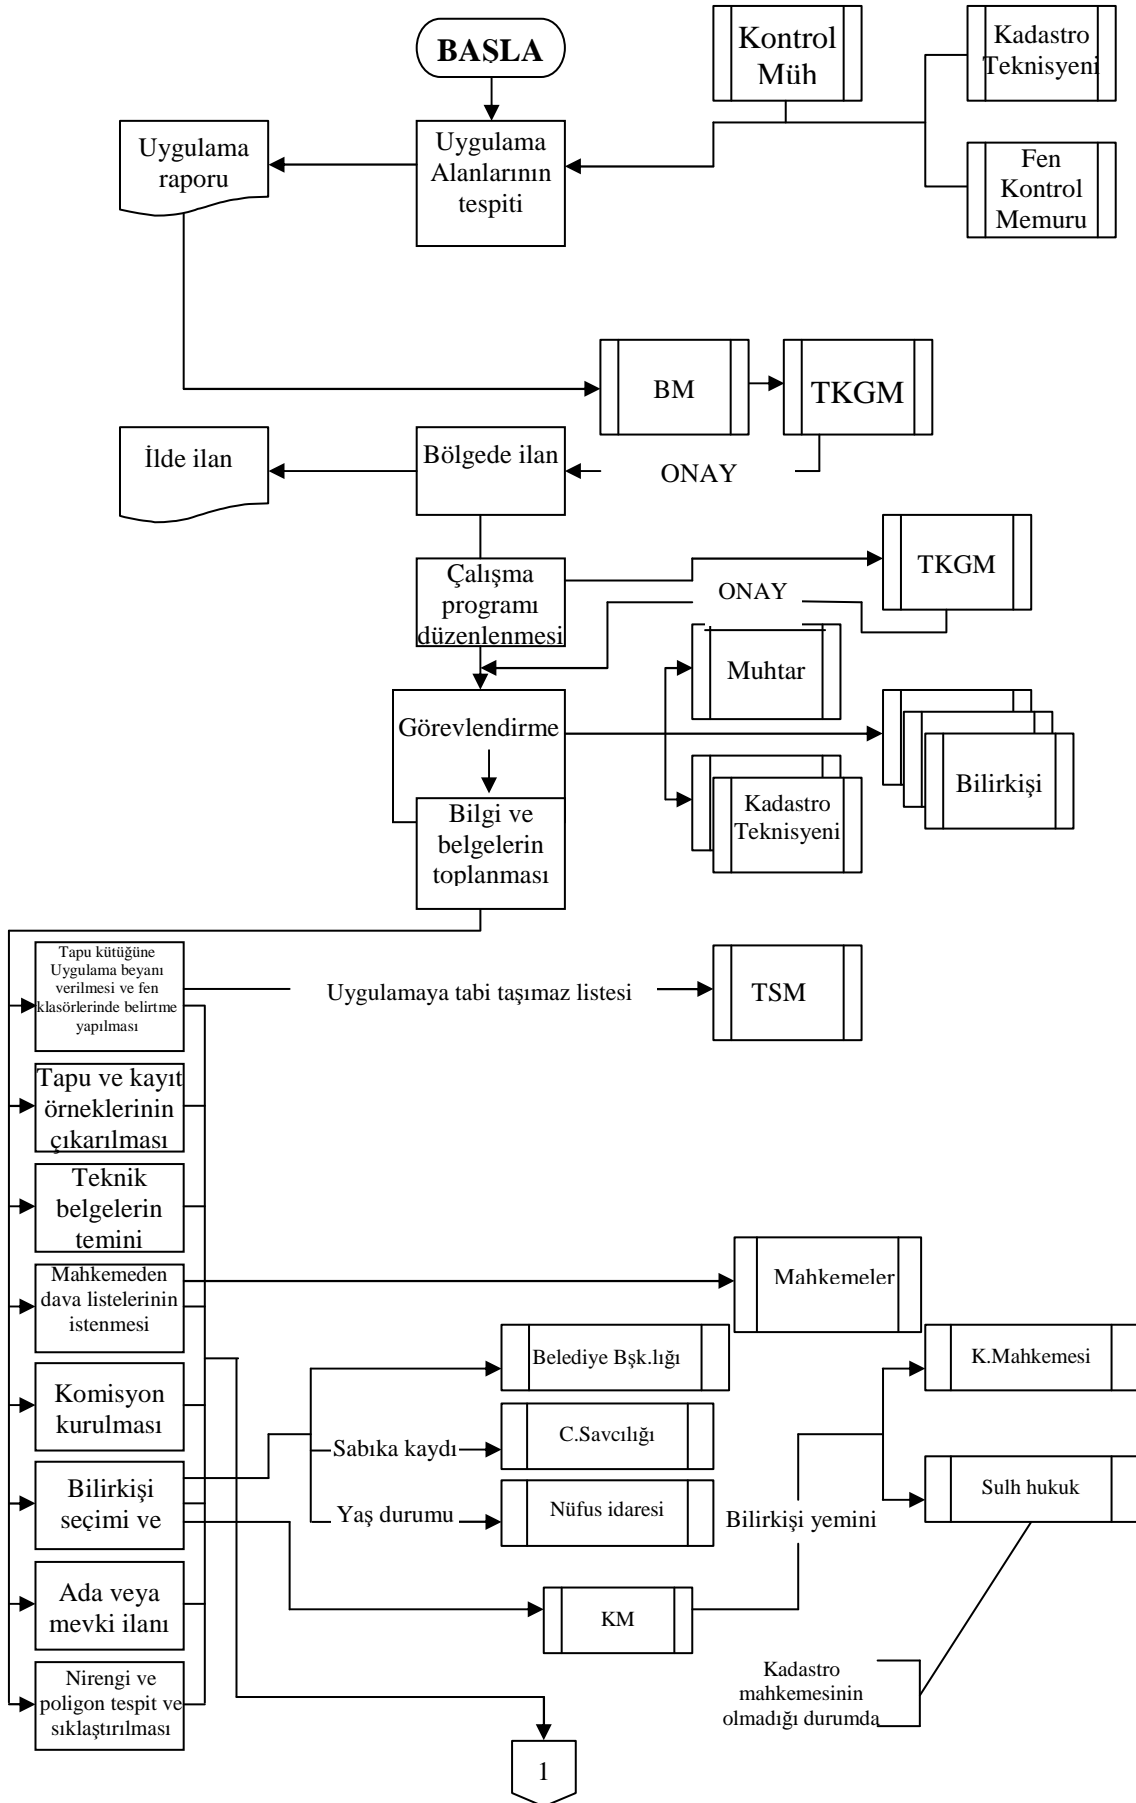 BAŞLA
Kontrol
Müh
Kadastro
Teknisyeni
Uygulama
raporu
Uygulama
Alanlarının
tespiti
Fen
Kontrol
Memuru
BM
TKGM
İlde ilan
Bölgede ilan
ONAY
Çalışma
programı
düzenlenmesi
TKGM
ONAY
Muhtar
Görevlendirme
Bilirkişi
Bilgi ve
belgelerin
toplanması
Kadastro
Teknisyeni
Tapu kütüğüne
Uygulama beyanı
verilmesi ve fen
klasörlerinde belirtme
yapılması
Uygulamaya tabi taşımaz listesi
TSM
Tapu ve kayıt
örneklerinin
çıkarılması
Teknik
belgelerin
temini
Mahkemeden
dava listelerinin
istenmesi
Mahkemeler
Belediye Bşk.lığı
K.Mahkemesi
Komisyon
kurulması
Sabıka kaydı
C.Savcılığı
Bilirkişi
seçimi ve
Yaş durumu
Nüfus idaresi
Bilirkişi yemini
Sulh hukuk
Ada veya
mevki ilanı
KM
Nirengi ve
poligon tespit ve
sıklaştırılması
Kadastro
mahkemesinin
olmadığı durumda
1